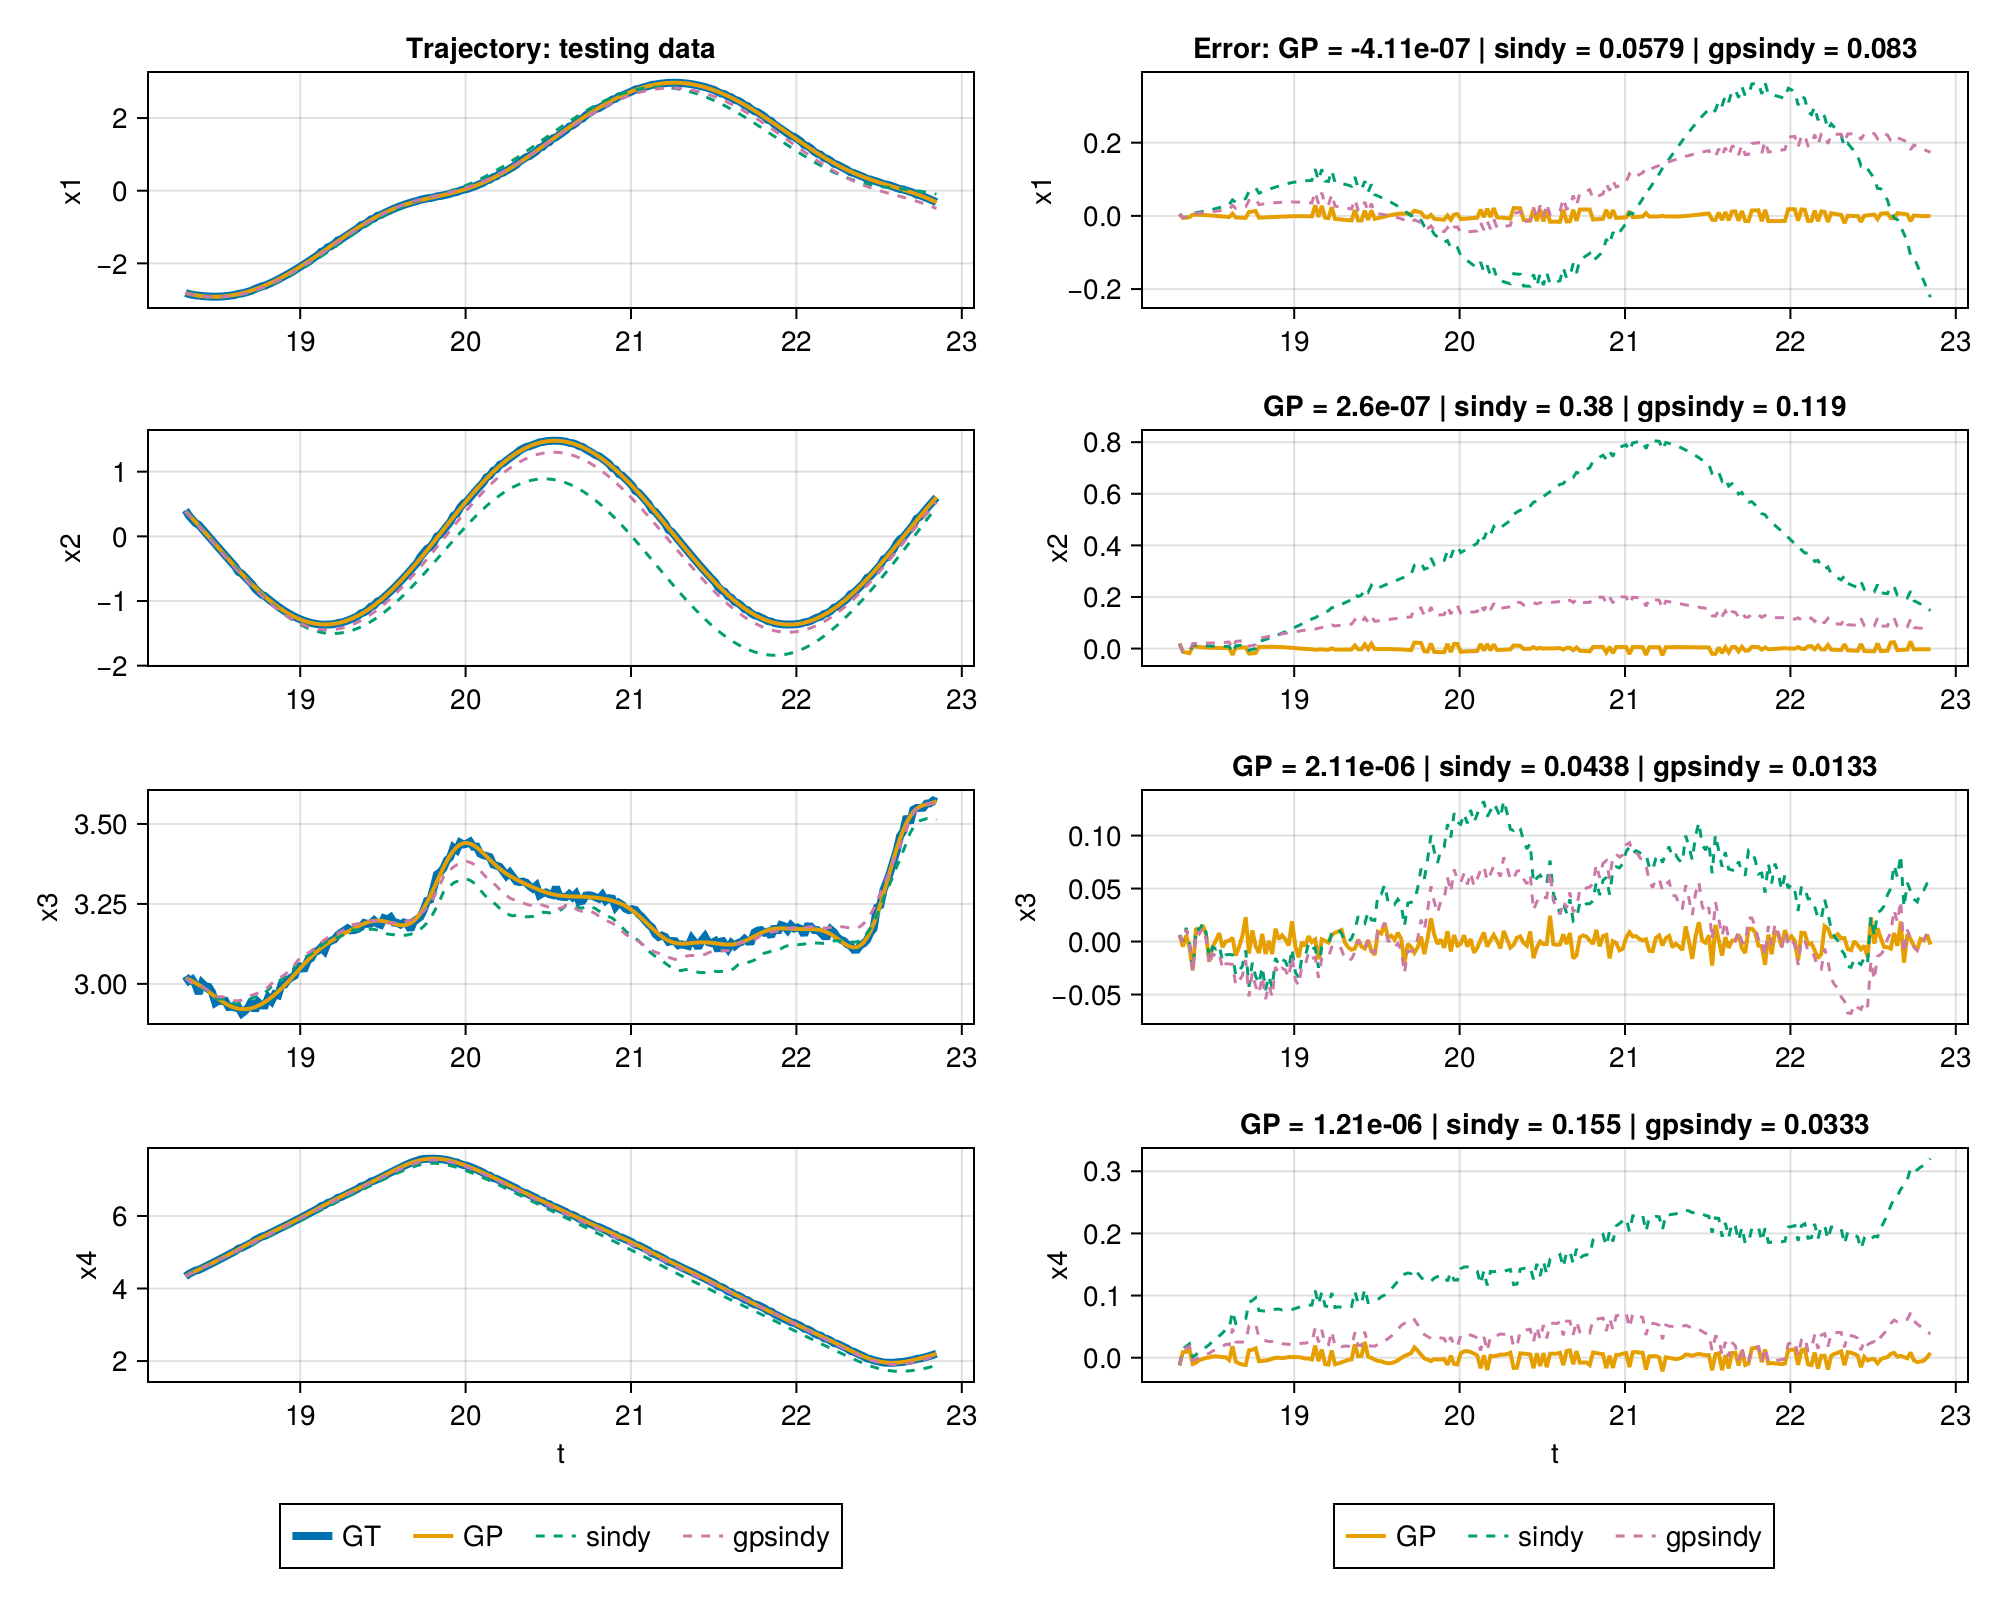 Trajectory: testing data
x1
2
0
−2
19 20 21 22 23
Error: GP = -4.11e-07 | sindy = 0.0579 | gpsindy = 0.083
x1
0.2
0.0
−0.2
19 20 21 22 23
x2
1
0
−1
−2
19 20 21 22 23
GP = 2.6e-07 | sindy = 0.38 | gpsindy = 0.119
x2
0.8
0.6
0.4
0.2
0.0
19 20 21 22 23
x3
3.50
3.25
3.00
19 20 21 22 23
GP = 2.11e-06 | sindy = 0.0438 | gpsindy = 0.0133
x3
0.10
0.05
0.00
−0.05
19 20 21 22 23
x4
6
4
2
19 20 21 22 23
t
GP = 1.21e-06 | sindy = 0.155 | gpsindy = 0.0333
x4
0.3
0.2
0.1
0.0
19 20 21 22 23
t
GT GP sindy gpsindy
GP sindy gpsindy